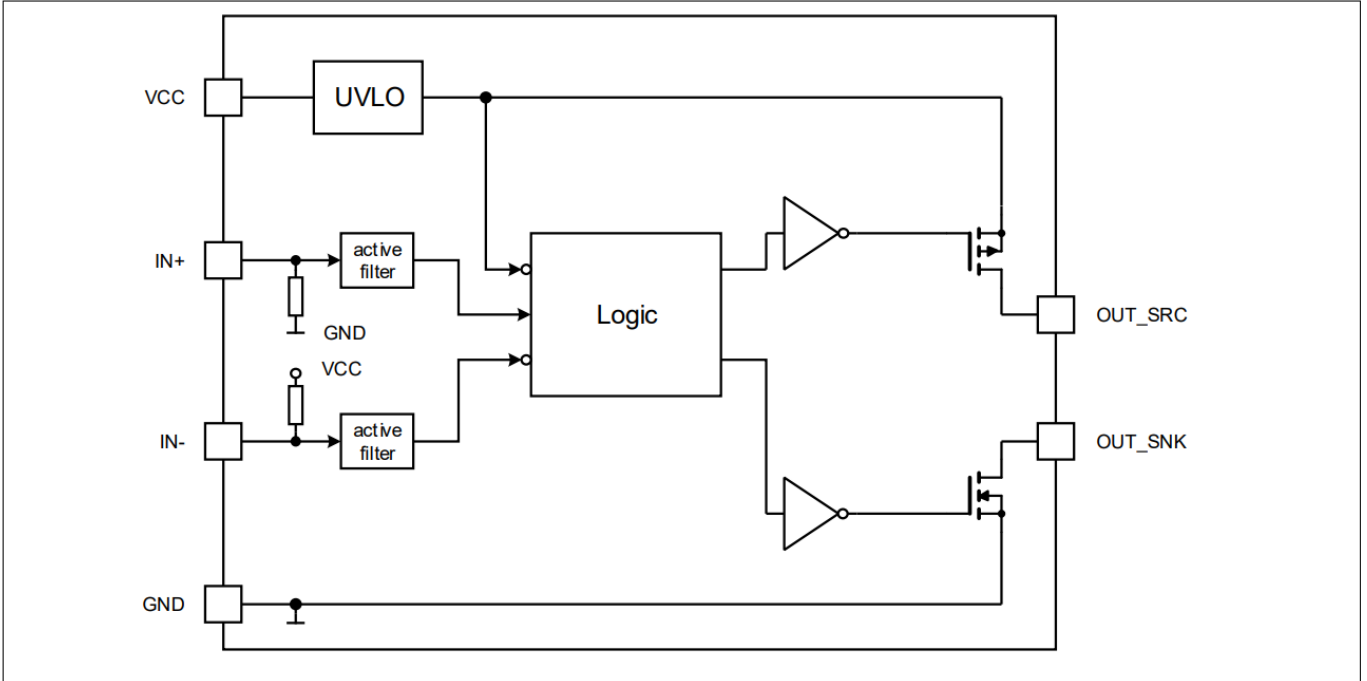 VCC
UVLO
IN+
active
filter
GND
Logic
OUT_SRC
VCC
IN-
active
filter
OUT_SNK
GND